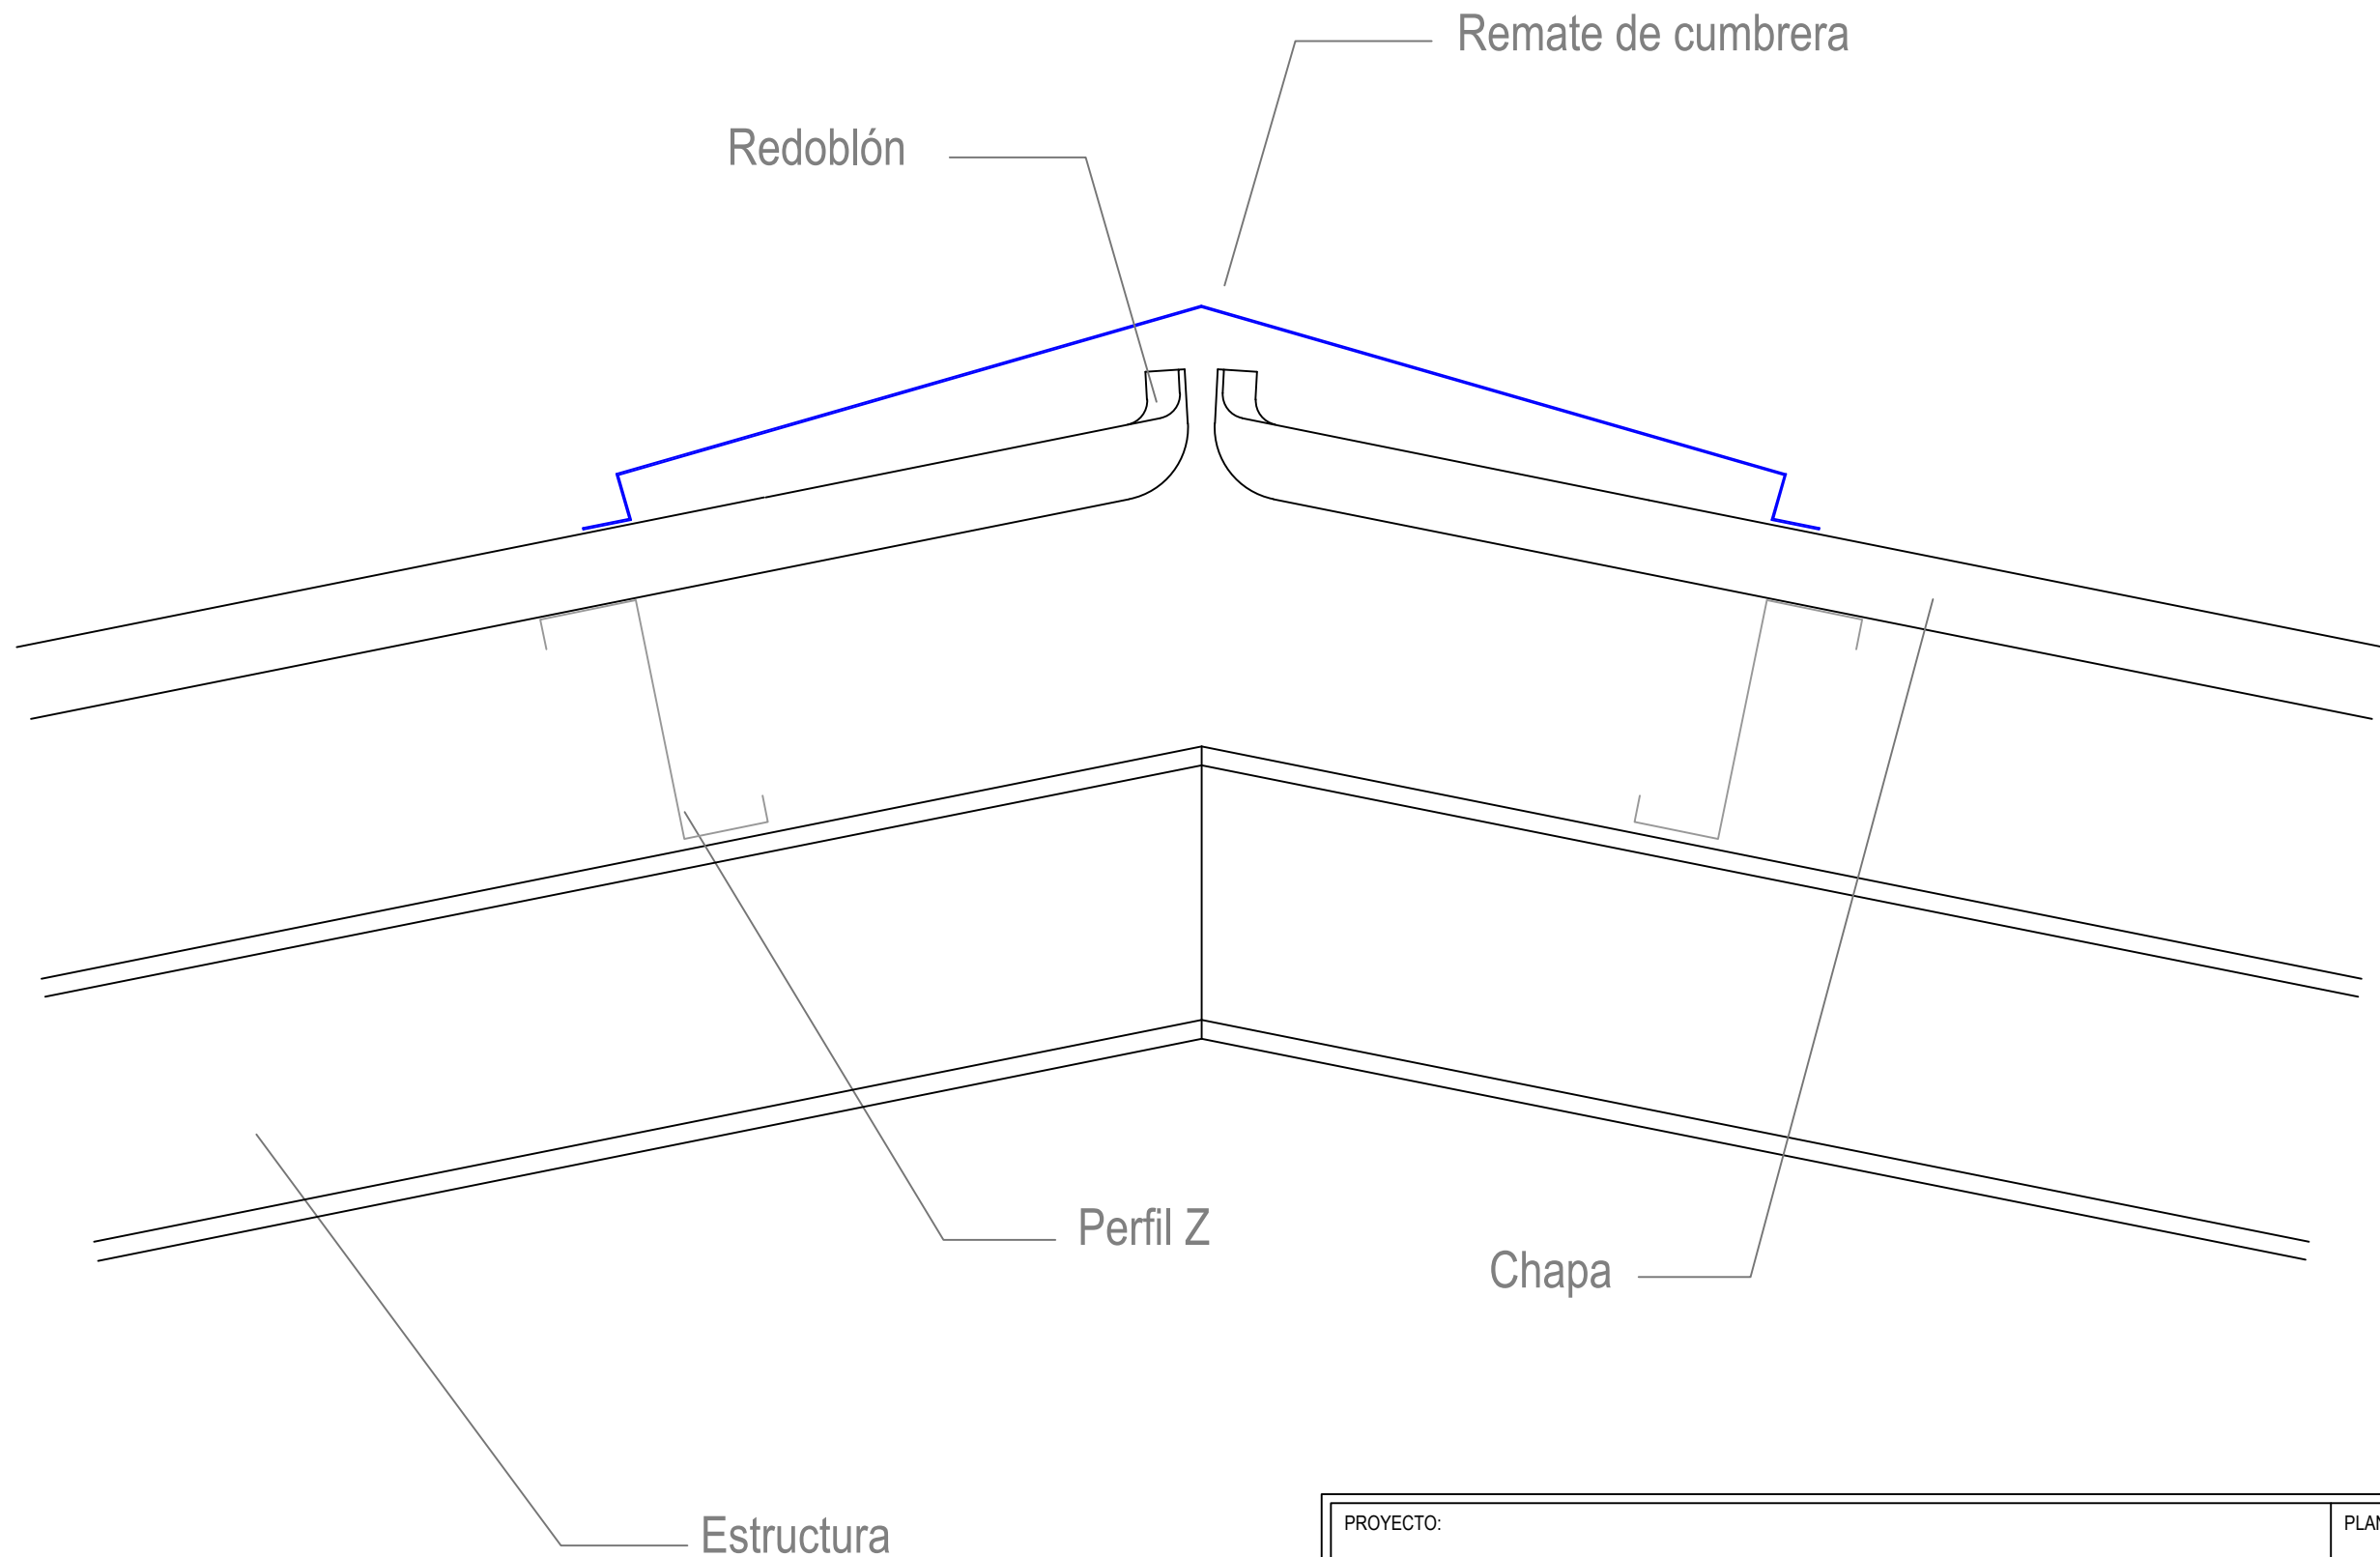 Remate de cumbrera
Redoblón
Perfil Z
Chapa
Estructura
PROYECTO: